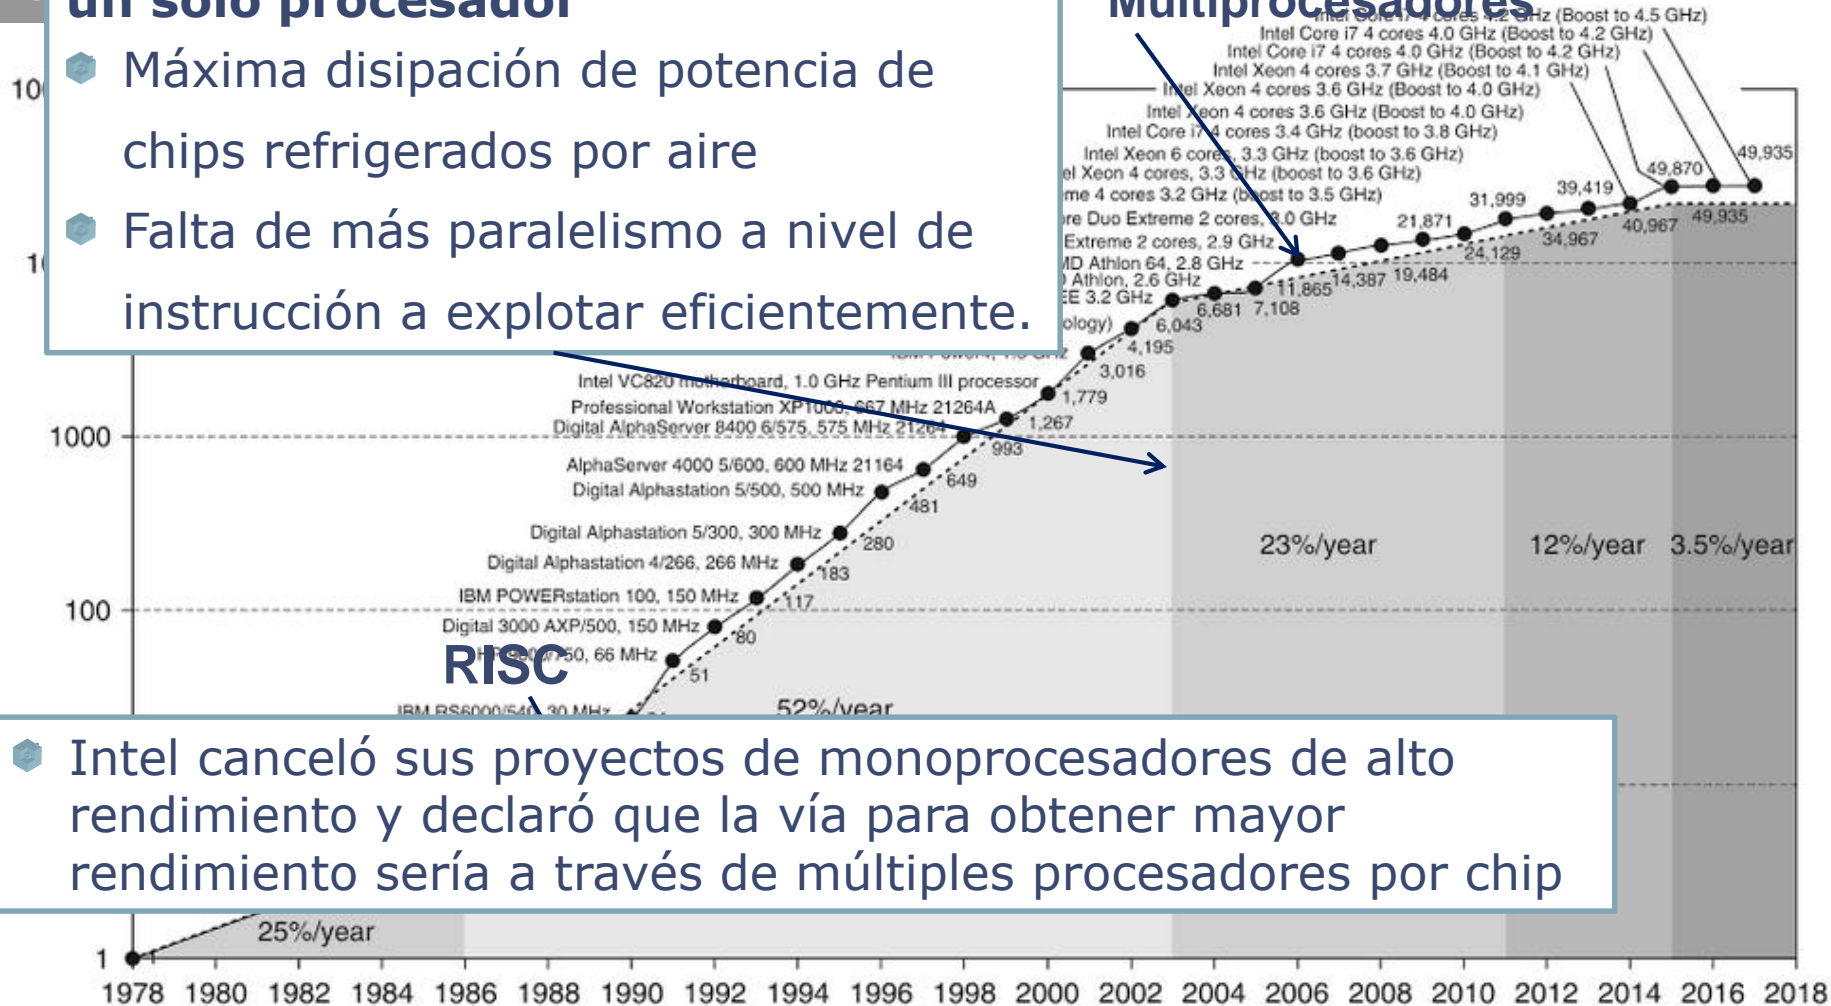 un solo procesador
Máxima disipación de potencia de
chips refrigerados por aire
Falta de más paralelismo a nivel de
instrucción a explotar eficientemente.
Multiprocesadores
Intel Core i7 4 cores 4.2 GHz (Boost to 4.5 GHz)
Intel Core i7 4 cores 4.0 GHz (Boost to 4.2 GHz)
Intel Core i7 4 cores 4.0 GHz (Boost to 4.2 GHz)
Intel Xeon 4 cores 3.7 GHz (Boost to 4.1 GHz)
Intel Xeon 4 cores 3.6 GHz (Boost to 4.0 GHz)
Intel Xeon 4 cores 3.6 GHz (Boost to 4.0 GHz)
Intel Core i7 4 cores 3.4 GHz (boost to 3.8 GHz)
Intel Xeon 6 cores, 3.3 GHz (boost to 3.6 GHz)
Xeon 4 cores, 3.3 GHz (boost to 3.6 GHz)
4 cores 3.2 GHz (boost to 3.5 GHz)
Duo Extreme 2 cores, 3.0 GHz
Extreme 2 cores, 2.9 GHz
Athlon 64, 2.8 GHz
Athlon, 2.6 GHz
3.2 GHz
Intel VC820 motherboard, 1.0 GHz Pentium III processor
Professional Workstation XP1000, 667 MHz 21264A
Digital AlphaServer 8400 6/575, 575 MHz 21264
AlphaServer 4000 5/600, 600 MHz 21164
Digital Alphastation 5/500, 500 MHz
Digital Alphastation 5/300, 300 MHz
Digital Alphastation 4/266, 266 MHz
IBM POWERstation 100, 150 MHz
Digital 3000 AXP/500, 150 MHz
66 MHz
IBM RS6000/540, 30 MHz
RISC
49,935
49,870
39,419
31,999
21,871
49,935
40,967
34,967
24,129
19,484
14,387
11,865
7,108
6,681
6,043
4,195
3,016
1,779
1,267
993
649
481
280
183
117
80
51
1000
100
1
23%/year
12%/year
3.5%/year
52%/year
Intel canceló sus proyectos de monoprocesadores de alto
rendimiento y declaró que la vía para obtener mayor
rendimiento sería a través de múltiples procesadores por chip
25%/year
1978 1980 1982 1984 1986 1988 1990 1992 1994 1996 1998 2000 2002 2004 2006 2008 2010 2012 2014 2016 2018